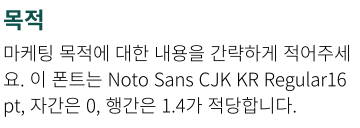 목적
마케팅 목적에 대한 내용을 간략하게 적어주세
요. 이 폰트는 Noto Sans CJK KR Regular16
pt, 자간은 0, 행간은 1.4가 적당합니다.